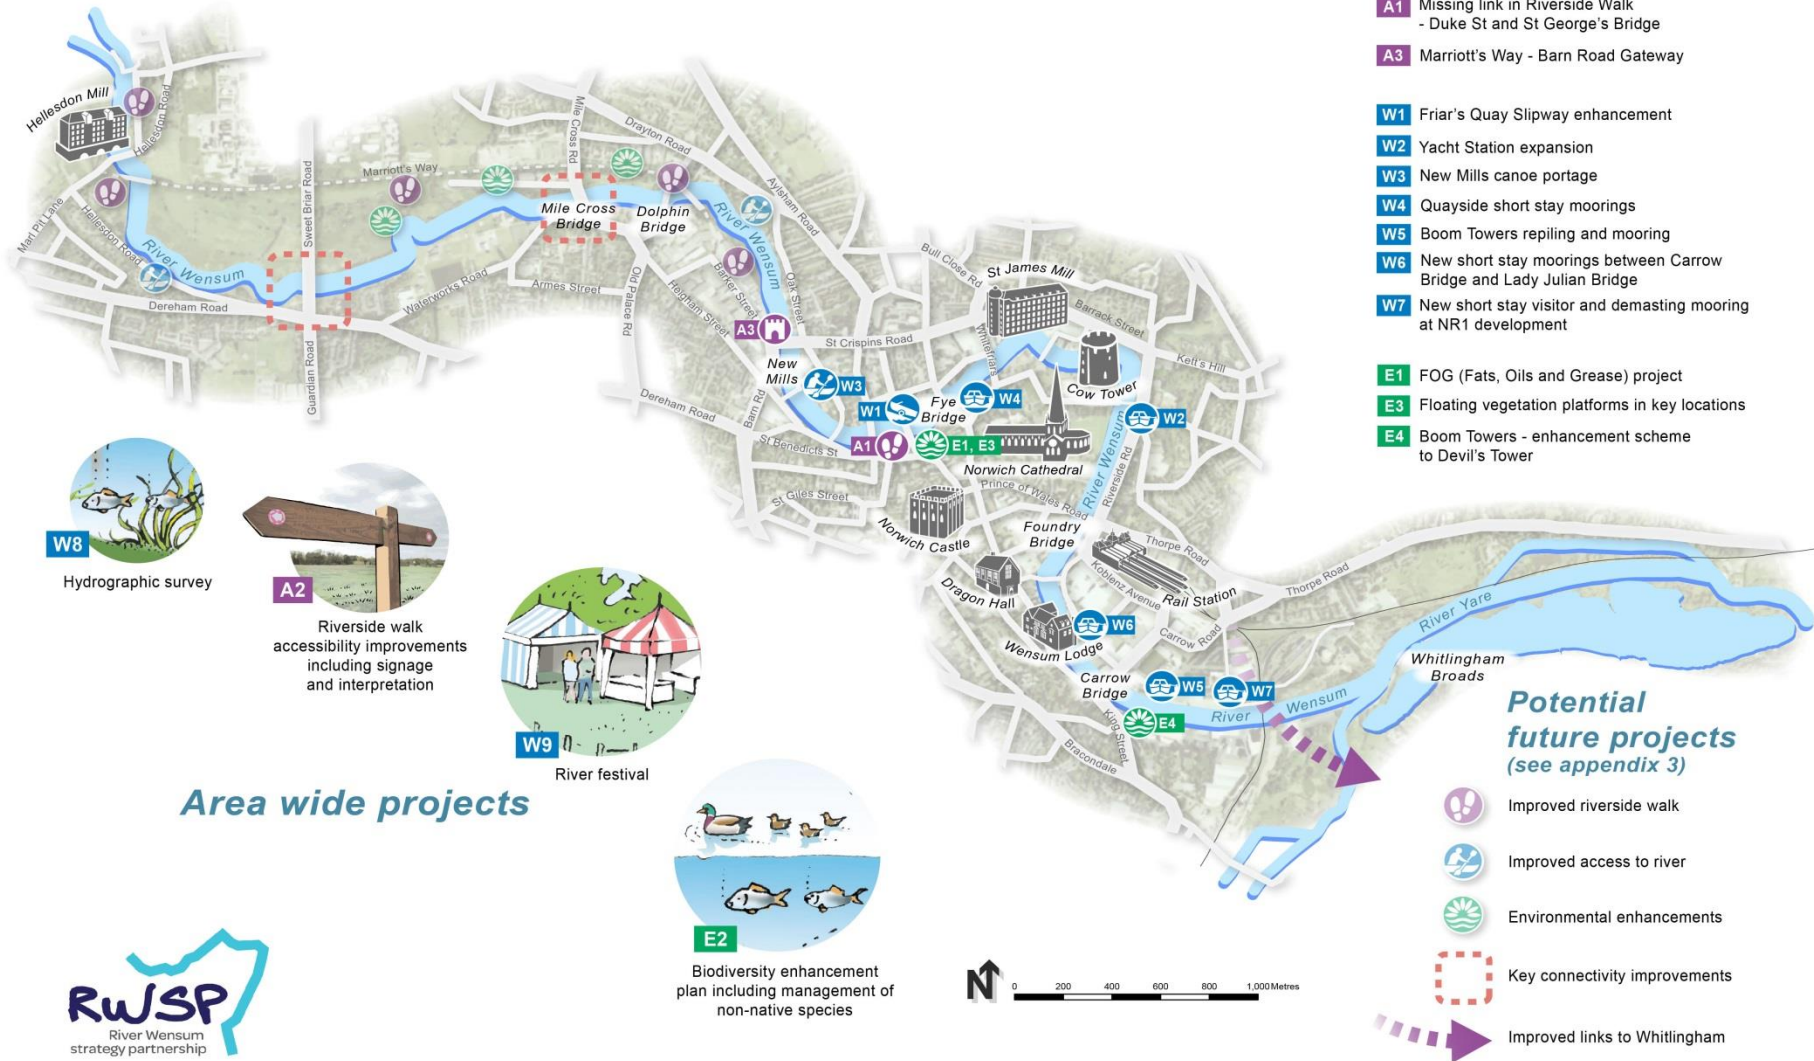 A1 Missing link in Riverside Walk
- Duke St and St George's Bridge
A3 Marriott's Way - Barn Road Gateway
W1 Friar's Quay Slipway enhancement
W2 Yacht Station expansion
W3 New Mills canoe portage
W4 Quayside short stay moorings
W5 Boom Towers repiling and mooring
W6 New short stay moorings between Carrow
Bridge and Lady Julian Bridge
W7 New short stay visitor and demasting mooring
at NR1 development
E1 FOG (Fats, Oils and Grease) project
E3 Floating vegetation platforms in key locations
E4 Boom Towers - enhancement scheme
to Devil's Tower
Hellesdon Mill
Hellesdon Road
Marl Pit Lane
Hellesdon Road
River Wensum
Dereham Road
Sweet Briar Road
Guardian Road
Marriott's Way
Waterworks Road
Mile Cross Rd
Mile Cross
Bridge
Drayton Road
Dolphin
Bridge
Aylsham Road
River Wensum
Armes Street
Old Palace Rd
Heigham Street
Barker Street
Oak Street
A3
St Crispins Road
New
Mills
W3
Barn Rd
Dereham Road
St Benedicts St
St Giles Street
W1
Fye
Bridge
W4
A1
E1, E3
Bull Close Rd
St James Mill
Whitefriars
Barrack Street
Cow Tower
Kett's Hill
W2
Norwich Cathedral
River Wensum
Riverside Rd
Prince of Wales Road
Norwich Castle
Foundry
Bridge
Thorpe Road
Koblenz Avenue
Rail Station
Thorpe Road
Dragon Hall
Wensum Lodge
W6
Carrow Road
Carrow
Bridge
W5
W7
E4
King Street
Bracondale
River Wensum
River Yare
Whitlingham
Broads
W8
Hydrographic survey
A2
Riverside walk
accessibility improvements
including signage
and interpretation
W9
River festival
Area wide projects
E2
Biodiversity enhancement
plan including management of
non-native species
Potential
future projects
(see appendix 3)
Improved riverside walk
Improved access to river
Environmental enhancements
Key connectivity improvements
Improved links to Whitlingham
N
0 200 400 600 800 1,000 Metres
RWSP
River Wensum
strategy partnership